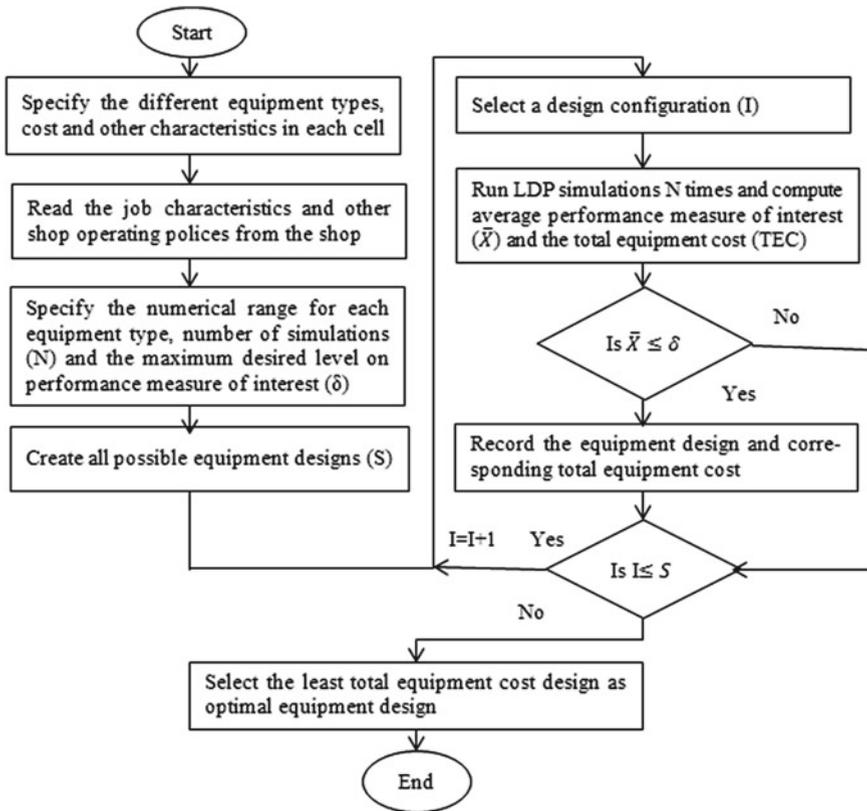 Start
Specify the different equipment types,
cost and other characteristics in each cell
Read the job characteristics and other
shop operating polices from the shop
Specify the numerical range for each
equipment type, number of simulations
(N) and the maximum desired level on
performance measure of interest (δ)
Create all possible equipment designs (S)
Select a design configuration (I)
Run LDP simulations N times and compute
average performance measure of interest
(X̄) and the total equipment cost (TEC)
Is X̄ ≤ δ
No
Yes
Record the equipment design and corre-
sponding total equipment cost
I=I+1
Yes
Is I≤ S
No
Select the least total equipment cost design as
optimal equipment design
End